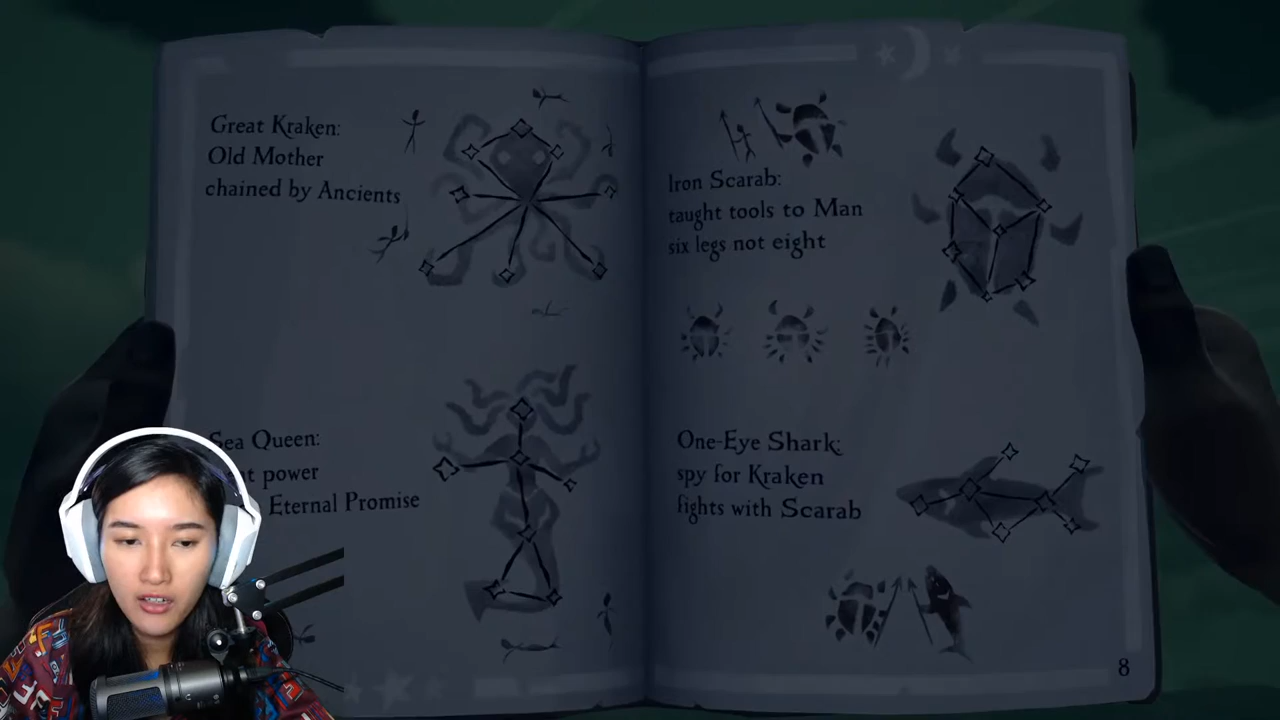 Great Kraken:
Old Mother
chained by Ancients
Sea Queen:
power
Eternal Promise
Iron Scarab:
taught tools to Man
six legs not eight
One-Eye Shark:
spy for Kraken
fights with Scarab
8